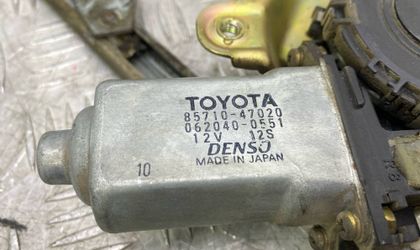 TOYOTA
85710-47020
062040-0551
12V 12S
DENSO
MADE IN JAPAN
10